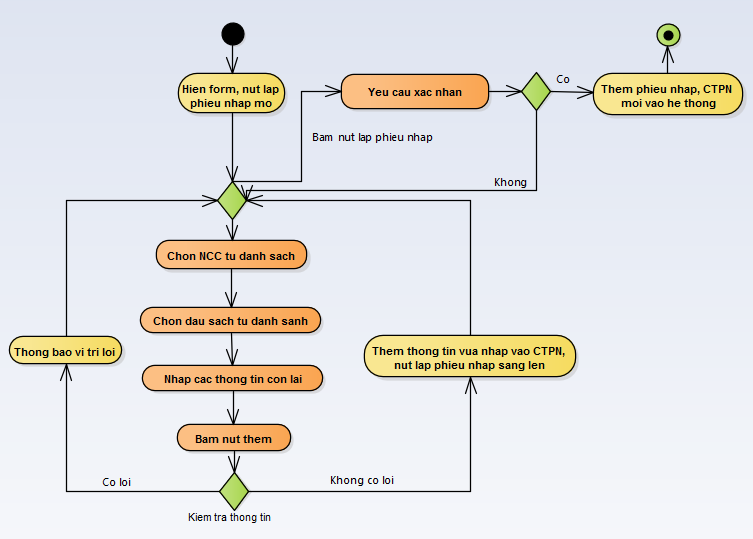 Hien form, nut lap
phieu nhap mo
Yeu cau xac nhan
Co
Them phieu nhap, CTPN
moi vao he thong
Bam nut lap phieu nhap
Khong
Chon NCC tu danh sach
Chon dau sach tu danh sanh
Thong bao vi tri loi
Them thong tin vua nhap vao CTPN,
nut lap phieu nhap sang len
Nhap cac thong tin con lai
Bam nut them
Co loi
Khong co loi
Kiem tra thong tin